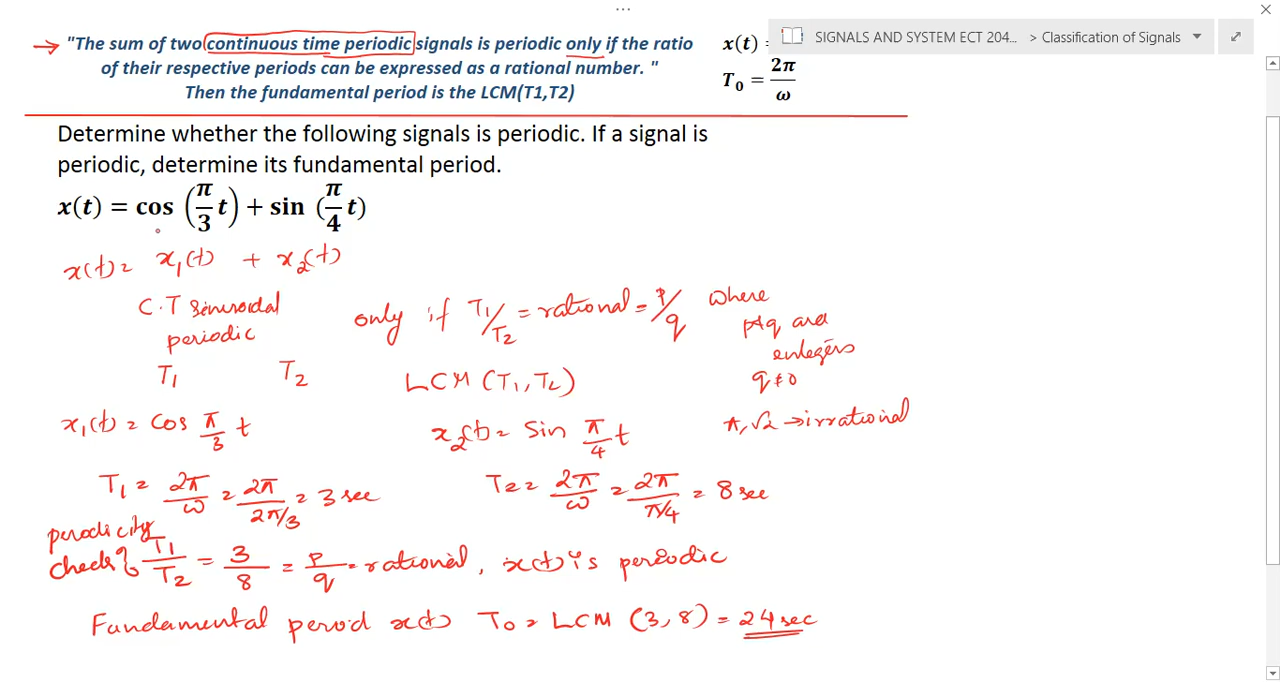 "The sum of two continuous time periodic signals is periodic only if the ratio
of their respective periods can be expressed as a rational number. "
Then the fundamental period is the LCM(T1,T2)
x(t) =
T₀ = 2π/ω
SIGNALS AND SYSTEM ECT 204... > Classification of Signals
Determine whether the following signals is periodic. If a signal is
periodic, determine its fundamental period.
x(t) = cos (π/3 t) + sin (π/4 t)
x(t) = x₁(t) + x₂(t)
C.T Sinusoidal
periodic
T₁ T₂
only if T₁/T₂ = rational = p/q where
p & q are
integers
q ≠ 0
LCM (T₁, T₂)
π, √2 → irrational
x₁(t) = cos π/3 t
x₂(t) = sin π/4 t
T₁ = 2π/ω = 2π/2π/3 = 3 sec
T₂ = 2π/ω = 2π/π/4 = 8 sec
periodicity
check } T₁/T₂ = 3/8 = p/q = rational, x(t) is periodic
Fundamental period x(t) T₀ = LCM (3, 8) = 24 sec